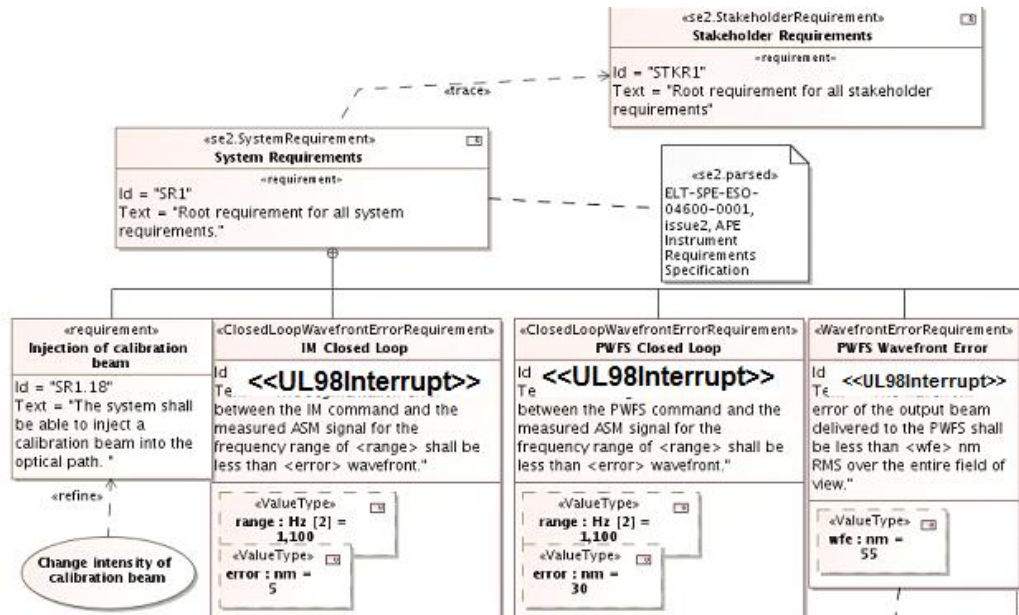 «se2.StakeholderRequirement»
Stakeholder Requirements
«requirement»
Id = "STKR1"
Text = "Root requirement for all stakeholder
requirements"
«trace»
«se2.SystemRequirement»
System Requirements
«requirement»
Id = "SR1"
Text = "Root requirement for all system
requirements."
«se2.parsed»
ELT-SPE-ESO-
04600-0001,
issue2, APE
Instrument
Requirements
Specification
«requirement»
Injection of calibration
beam
Id = "SR1.18"
Text = "The system shall
be able to inject a
calibration beam into the
optical path. "
«refine»
Change intensity of
calibration beam
«ClosedLoopWavefrontErrorRequirement»
IM Closed Loop
Id
Te
<<UL98Interrupt>>
between the IM command and the
measured ASM signal for the
frequency range of <range> shall be
less than <error> wavefront."
«ValueType»
range : Hz [2] =
1,100
«ValueType»
error : nm =
5
«ClosedLoopWavefrontErrorRequirement»
PWFS Closed Loop
Id
Te
<<UL98Interrupt>>
between the PWFS command and the
measured ASM signal for the
frequency range of <range> shall be
less than <error> wavefront."
«ValueType»
range : Hz [2] =
1,100
«ValueType»
error : nm =
30
«WavefrontErrorRequirement»
PWFS Wavefront Error
Id
Te
<<UL98Interrupt>>
error of the output beam
delivered to the PWFS shall
be less than <wfe> nm
RMS over the entire field of
view."
«ValueType»
wfe : nm =
55